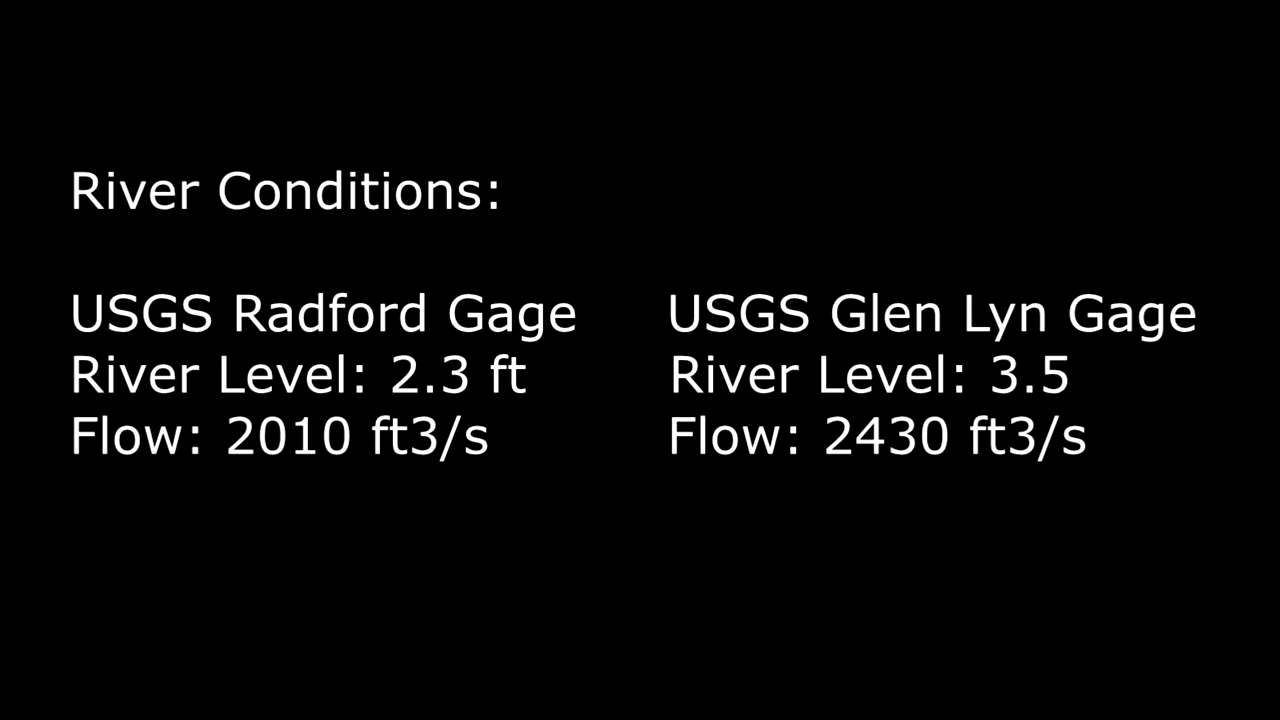 River Conditions:
USGS Radford Gage
River Level: 2.3 ft
Flow: 2010 ft3/s
USGS Glen Lyn Gage
River Level: 3.5
Flow: 2430 ft3/s